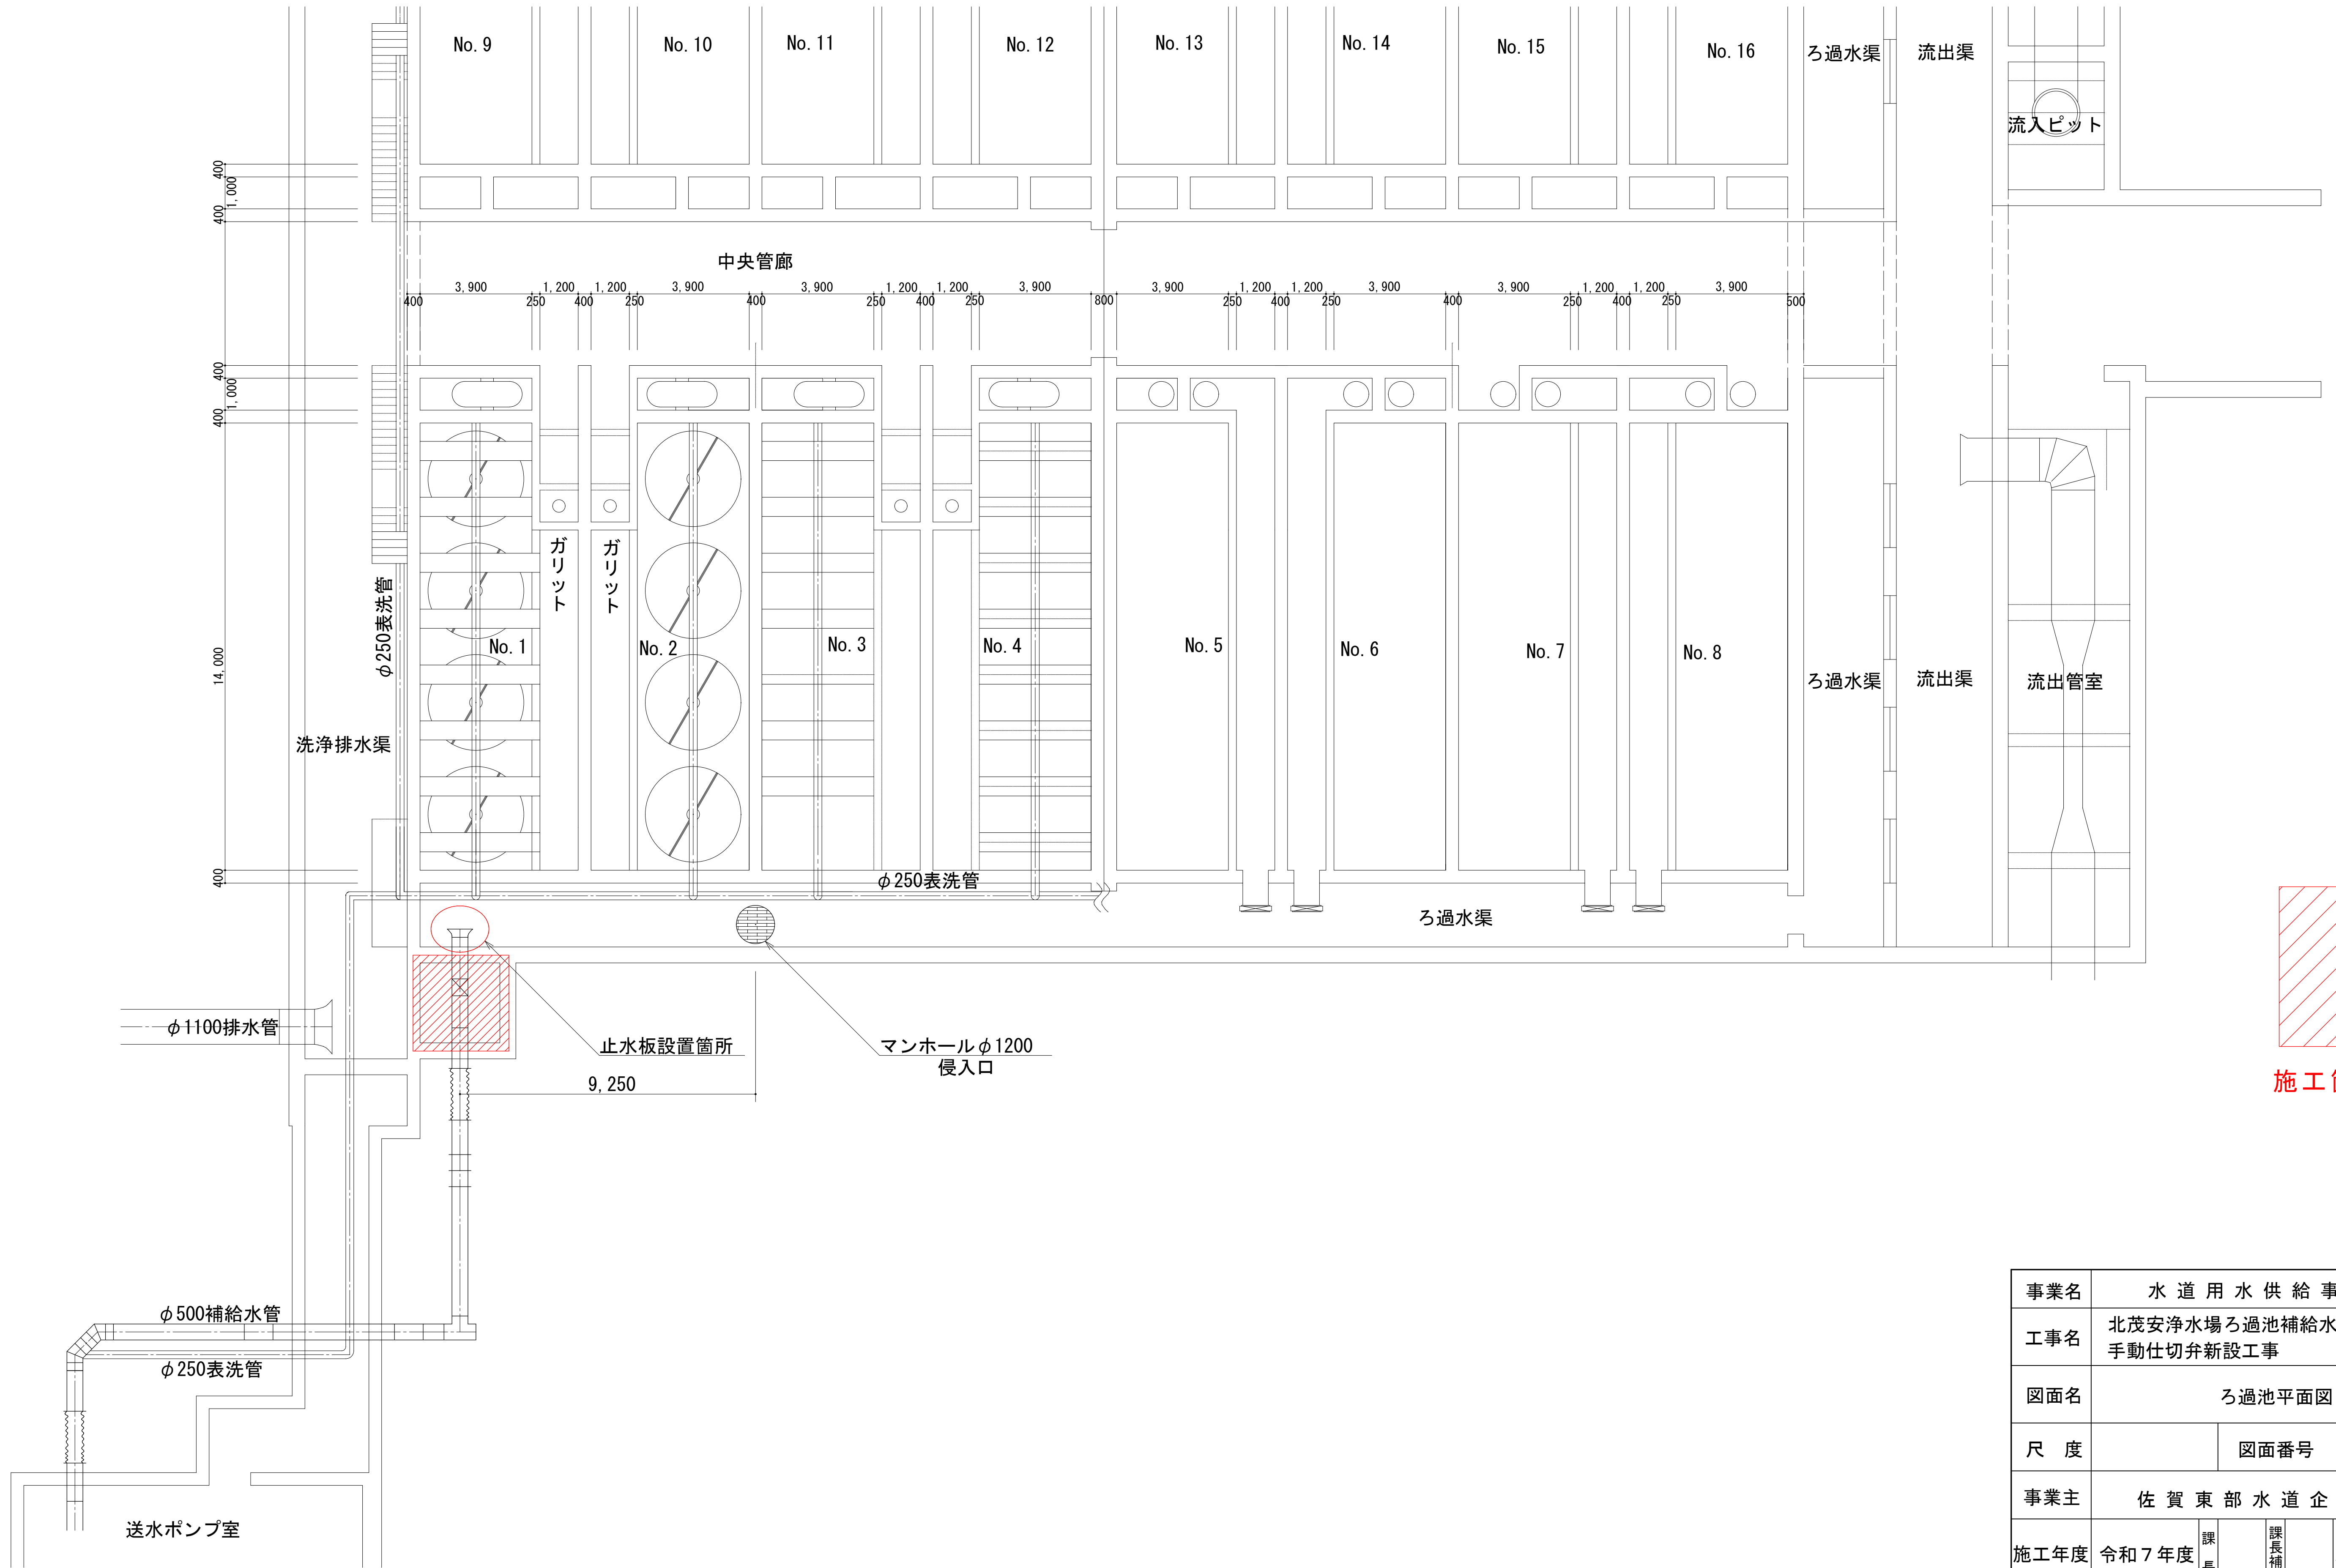 No. 9
No. 10
No. 11
No. 12
No. 13
No. 14
No. 15
No. 16
ろ過水渠
流出渠
流入ピット
400
1,000
400
中央管廊
400
3,900
250
1,200
400
1,200
250
3,900
400
3,900
250
1,200
400
1,200
250
3,900
800
3,900
250
1,200
400
1,200
250
3,900
400
3,900
250
1,200
400
1,200
250
3,900
500
400
1,000
400
14,000
400
φ250表洗管
ガリット
ガリット
No. 1
No. 2
No. 3
No. 4
No. 5
No. 6
No. 7
No. 8
ろ過水渠
流出渠
流出管室
洗浄排水渠
φ250表洗管
ろ過水渠
φ1100排水管
止水板設置箇所
マンホールφ1200
侵入口
9,250
施工
φ500補給水管
φ250表洗管
送水ポンプ室
事業名 水道用水供給事
工事名 北茂安浄水場ろ過池補給水
手動仕切弁新設工事
図面名 ろ過池平面図
尺 度 図面番号
事業主 佐賀東部水道企
施工年度 令和７年度 課長 課長補